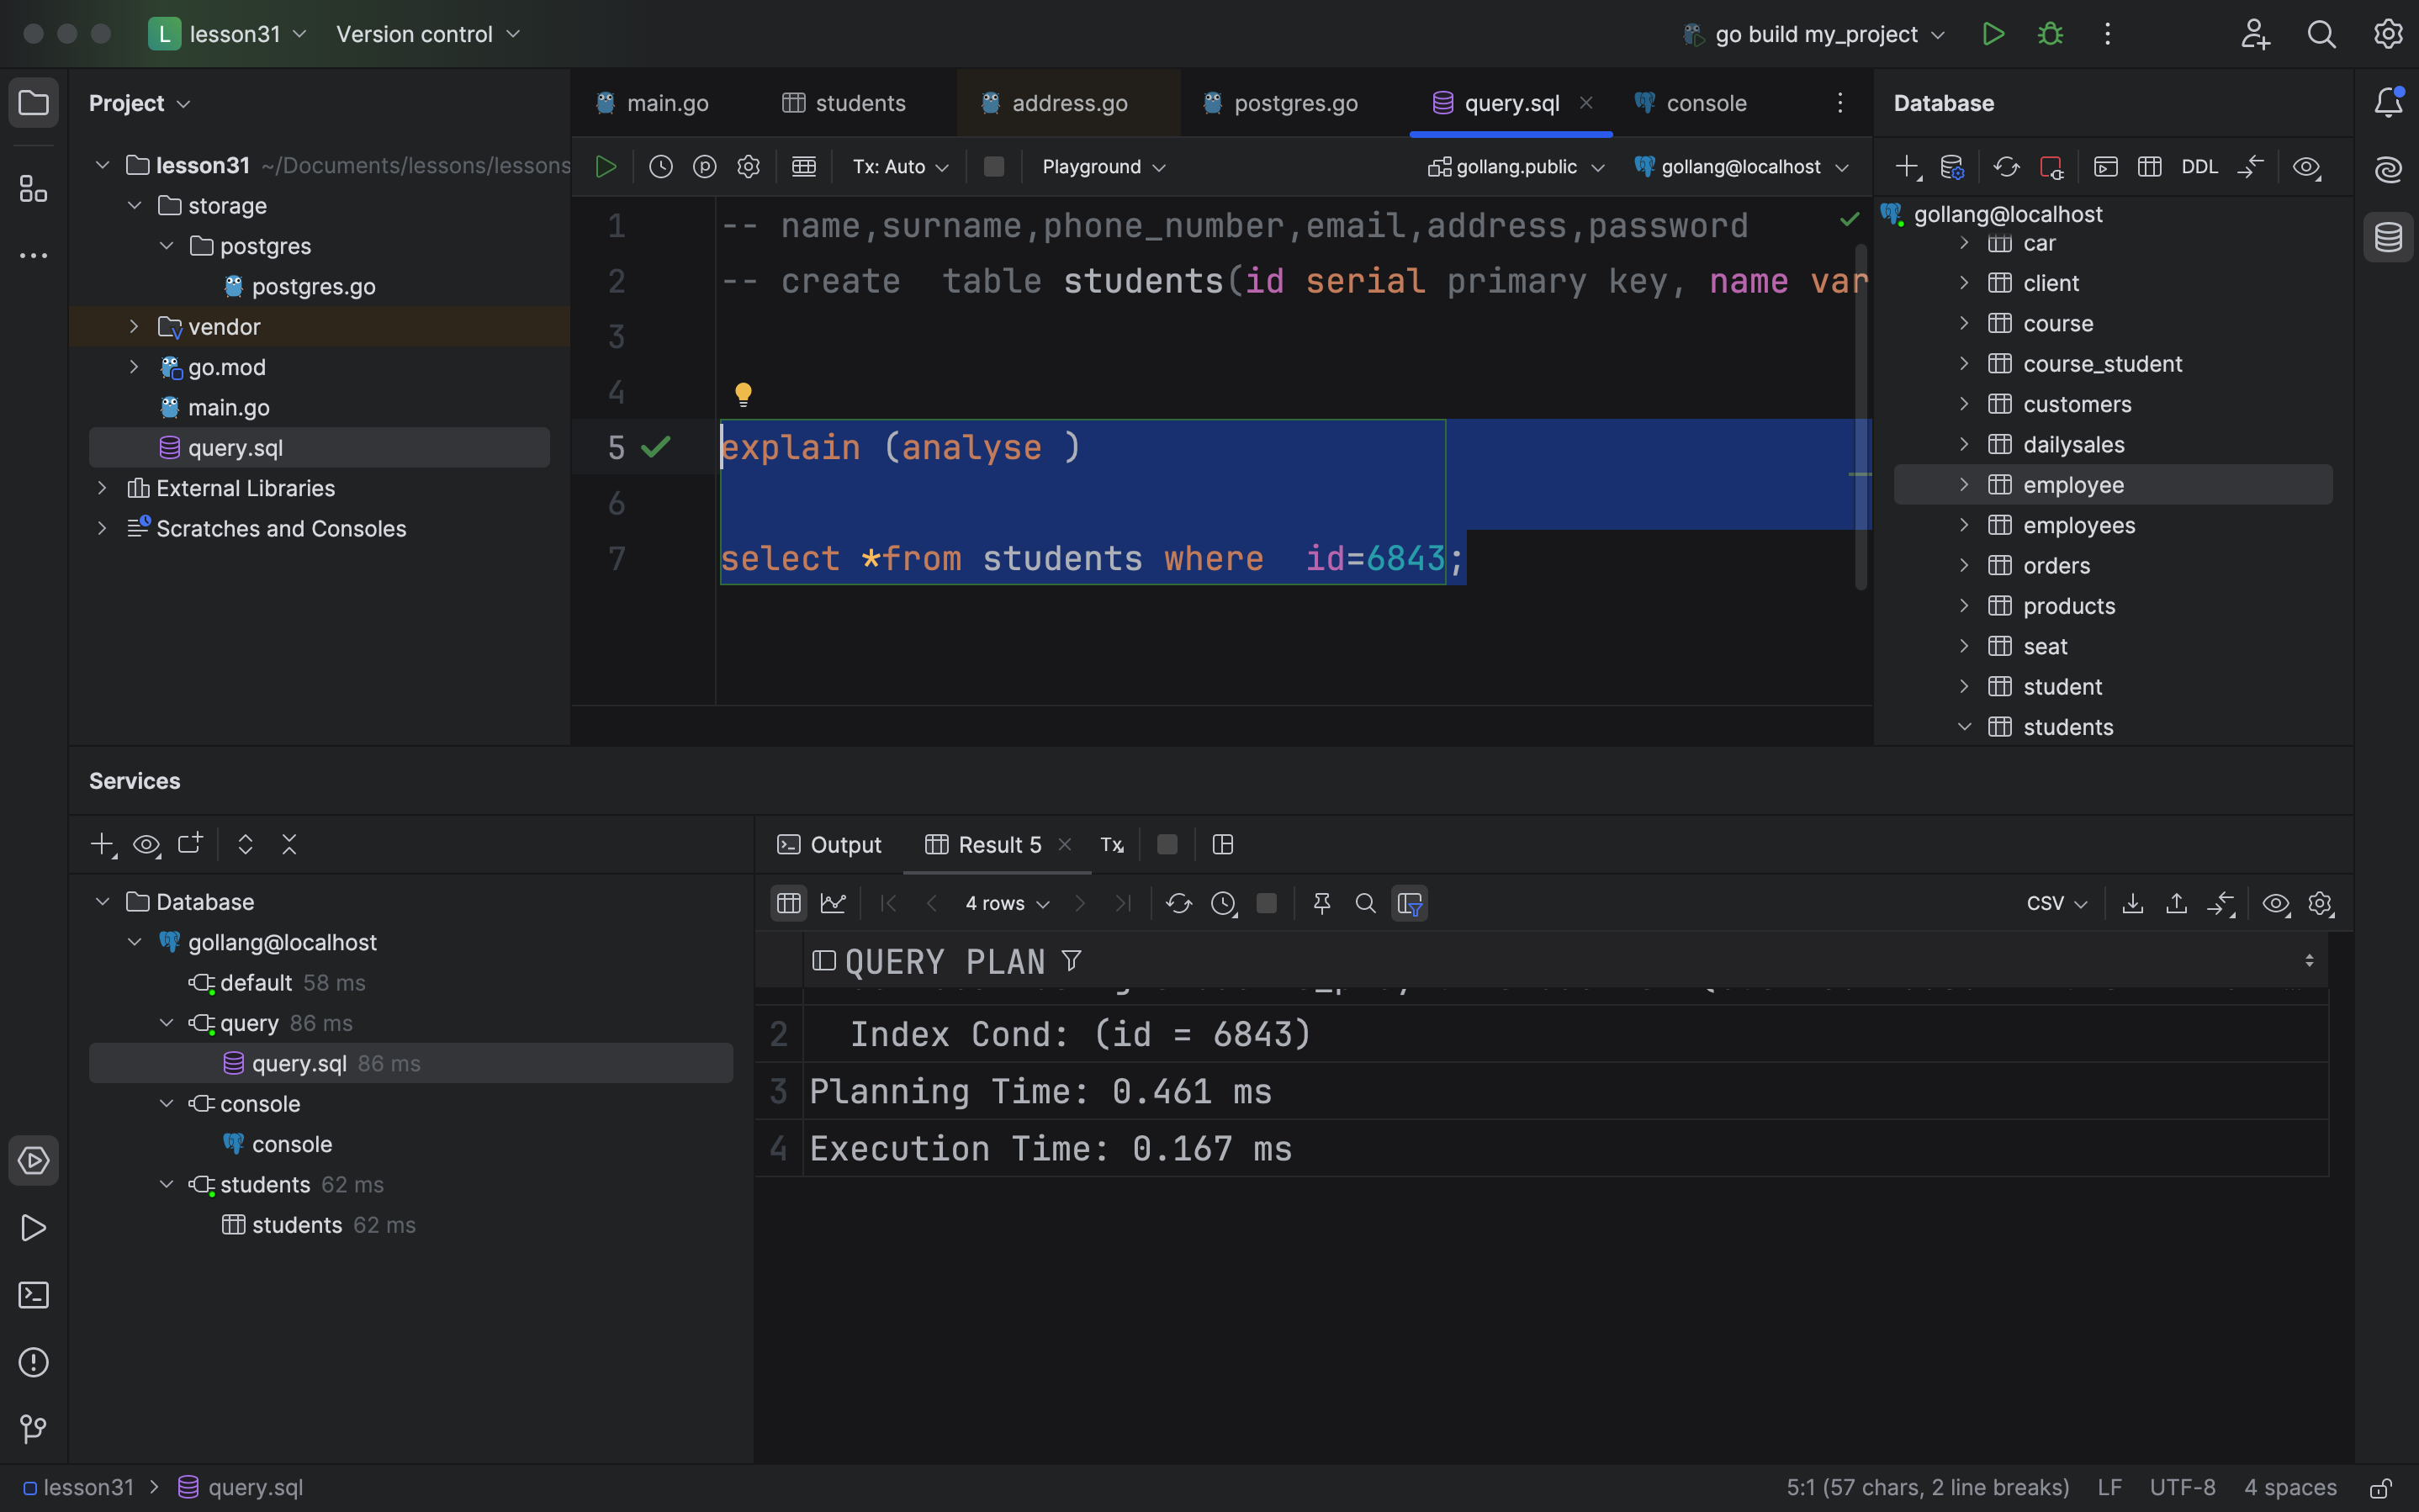 L lesson31 Version control go build my_project
Project
lesson31 ~/Documents/lessons/lessons
storage
postgres
postgres.go
vendor
go.mod
main.go
query.sql
External Libraries
Scratches and Consoles
main.go students address.go postgres.go query.sql console
Tx: Auto Playground gollang.public gollang@localhost
1 -- name,surname,phone_number,email,address,password
2 -- create  table students(id serial primary key, name var
3
4
5 explain (analyse )
6
7 select *from students where  id=6843;
Database
DDL
gollang@localhost
car
client
course
course_student
customers
dailysales
employee
employees
orders
products
seat
student
students
Services
Database
gollang@localhost
default 58 ms
query 86 ms
query.sql 86 ms
console
console
students 62 ms
students 62 ms
Output Result 5 Tx
4 rows CSV
QUERY PLAN
2 Index Cond: (id = 6843)
3 Planning Time: 0.461 ms
4 Execution Time: 0.167 ms
lesson31 query.sql 5:1 (57 chars, 2 line breaks) LF UTF-8 4 spaces